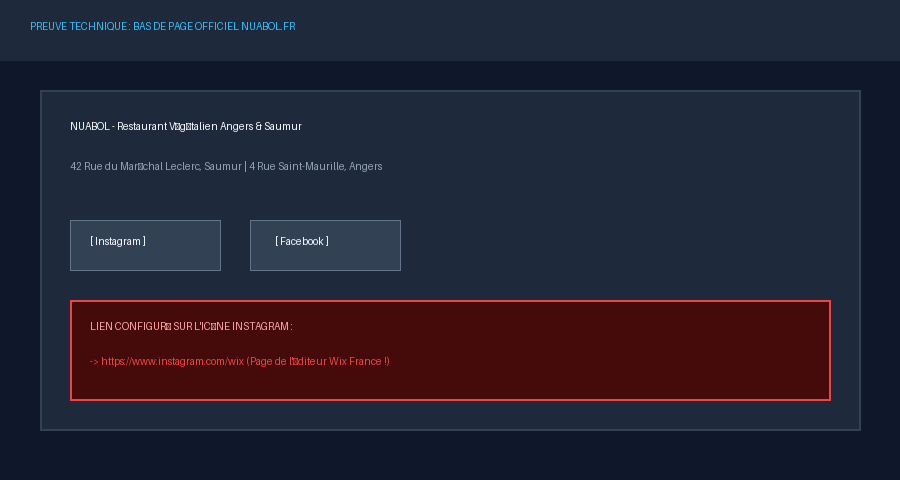 PREUVE TECHNIQUE : BAS DE PAGE OFFICIEL NUABOL.FR
NUABOL - Restaurant V▯g▯talien Angers & Saumur
42 Rue du Mar▯chal Leclerc, Saumur | 4 Rue Saint-Maurille, Angers
[ Instagram ]
[ Facebook ]
LIEN CONFIGUR▯ SUR L'IC▯NE INSTAGRAM :
-> https://www.instagram.com/wix (Page de l'▯diteur Wix France !)